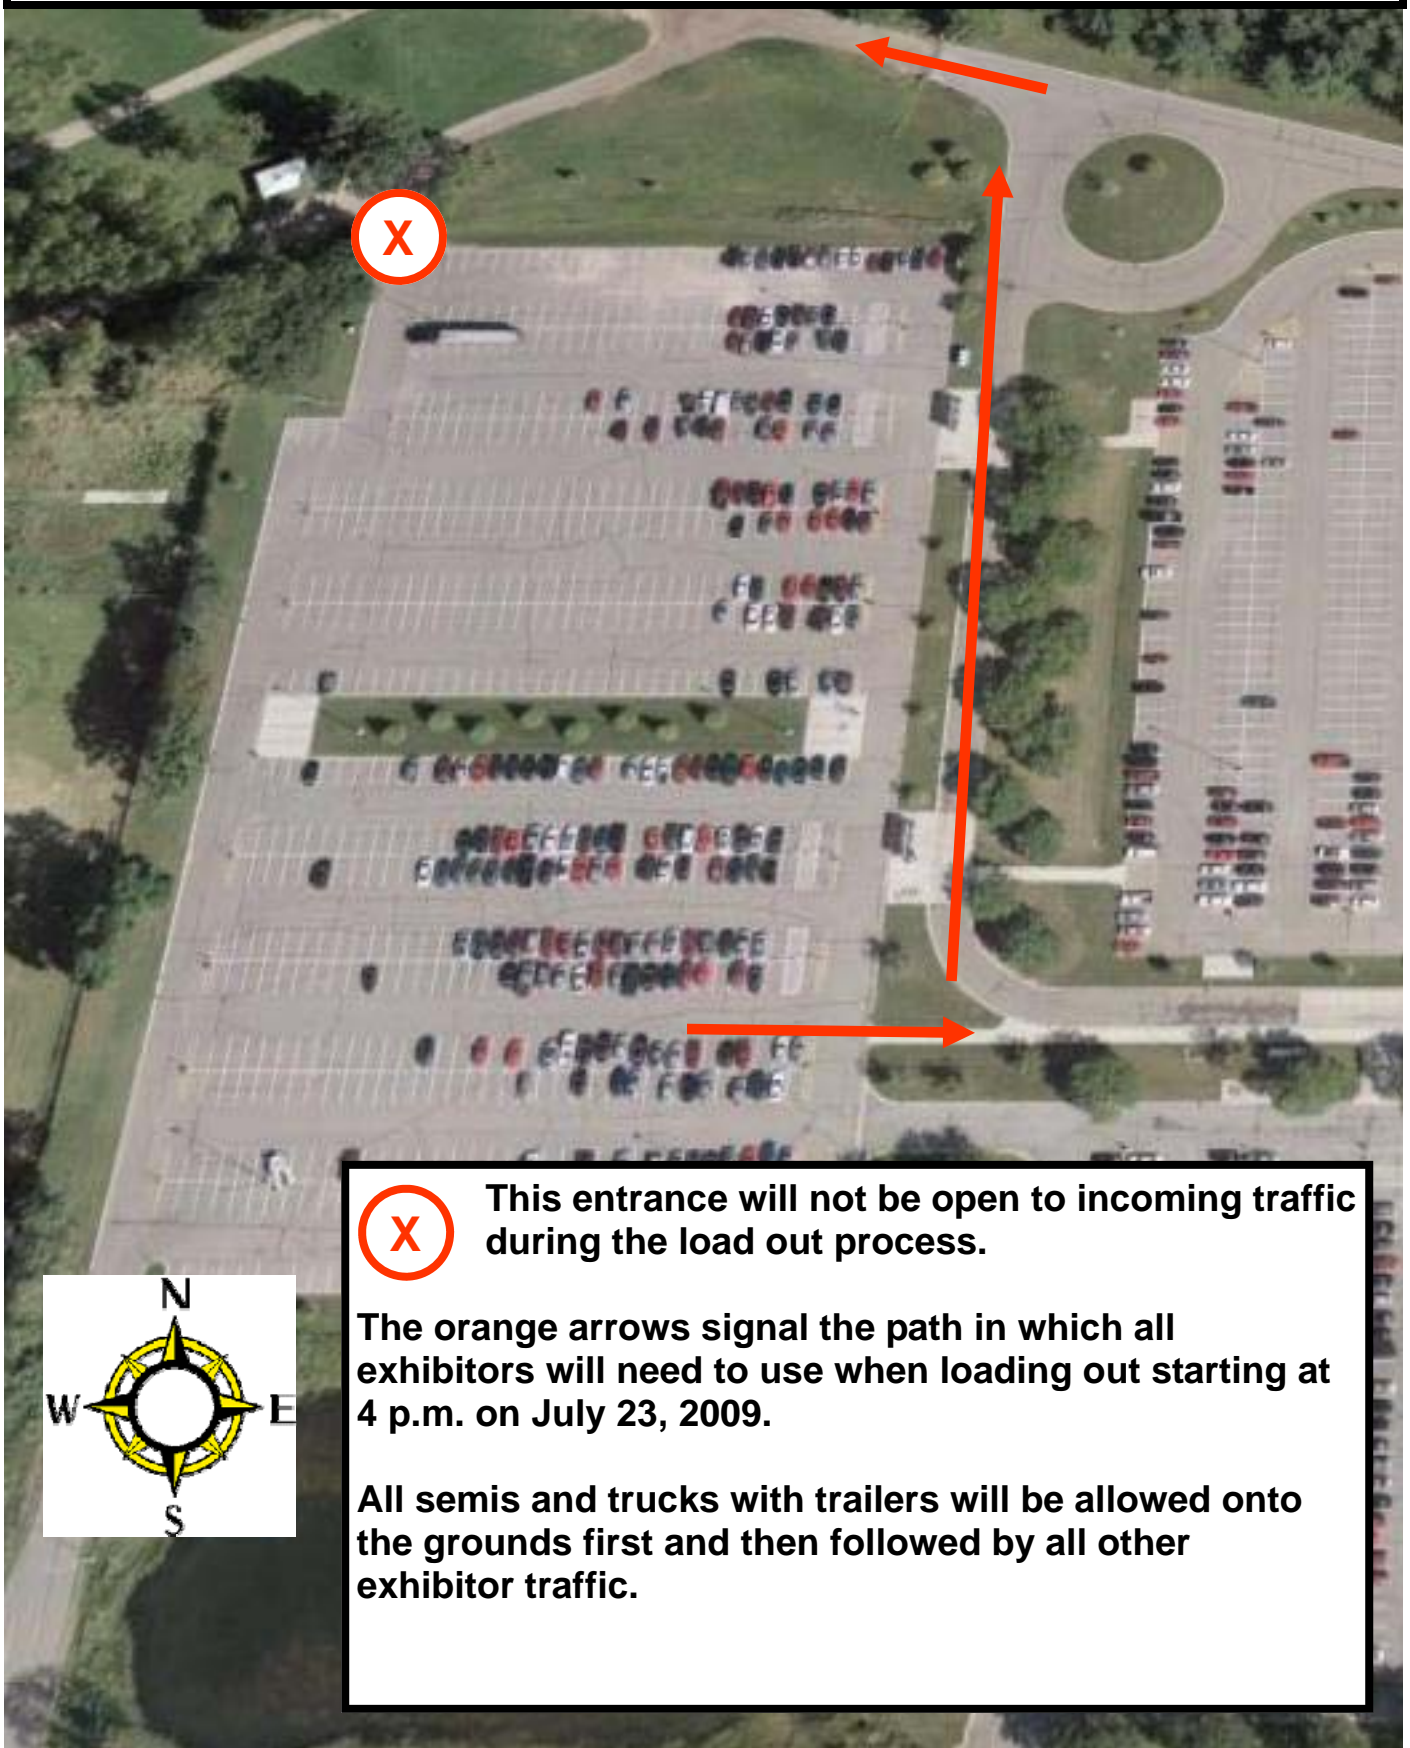 X
X
This entrance will not be open to incoming traffic
during the load out process.
The orange arrows signal the path in which all
exhibitors will need to use when loading out starting at
4 p.m. on July 23, 2009.
All semis and trucks with trailers will be allowed onto
the grounds first and then followed by all other
exhibitor traffic.
N
W
E
S